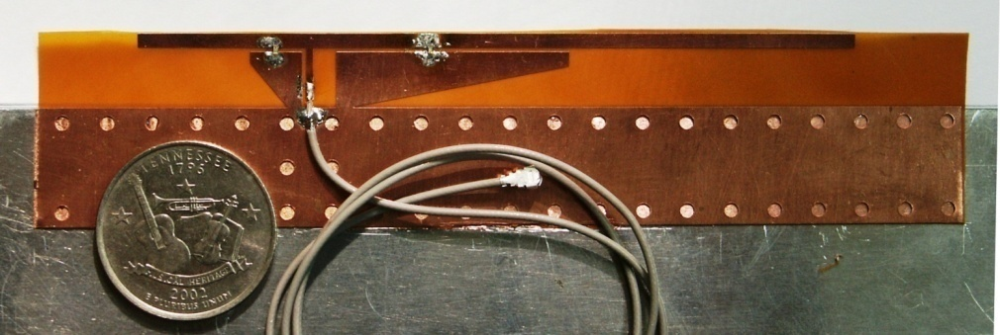 TENNESSEE
1796
MUSICAL HERITAGE
2002
E PLURIBUS UNUM